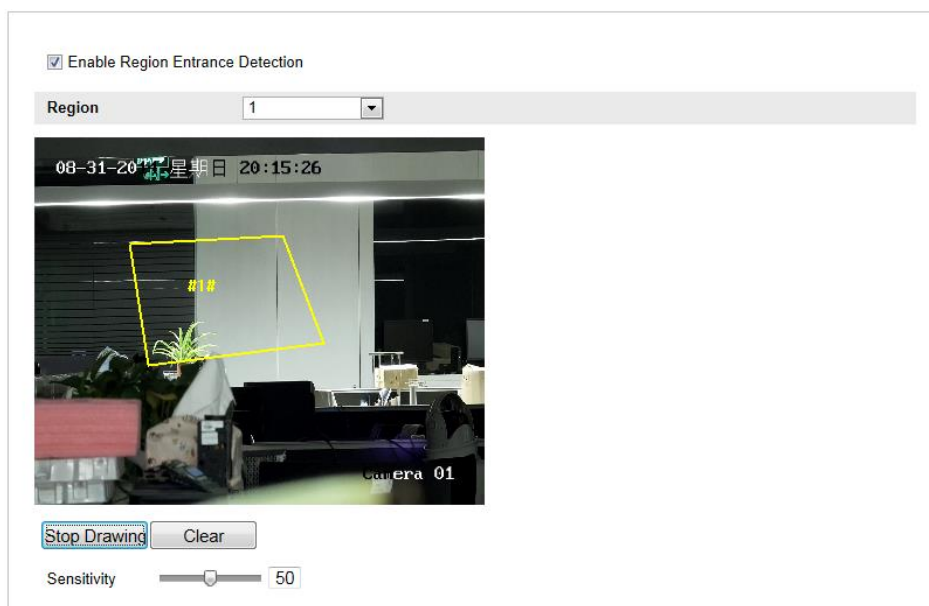 Enable Region Entrance Detection
Region 1
08-31-20 星期日 20:15:26
#1#
Camera 01
Stop Drawing Clear
Sensitivity 50